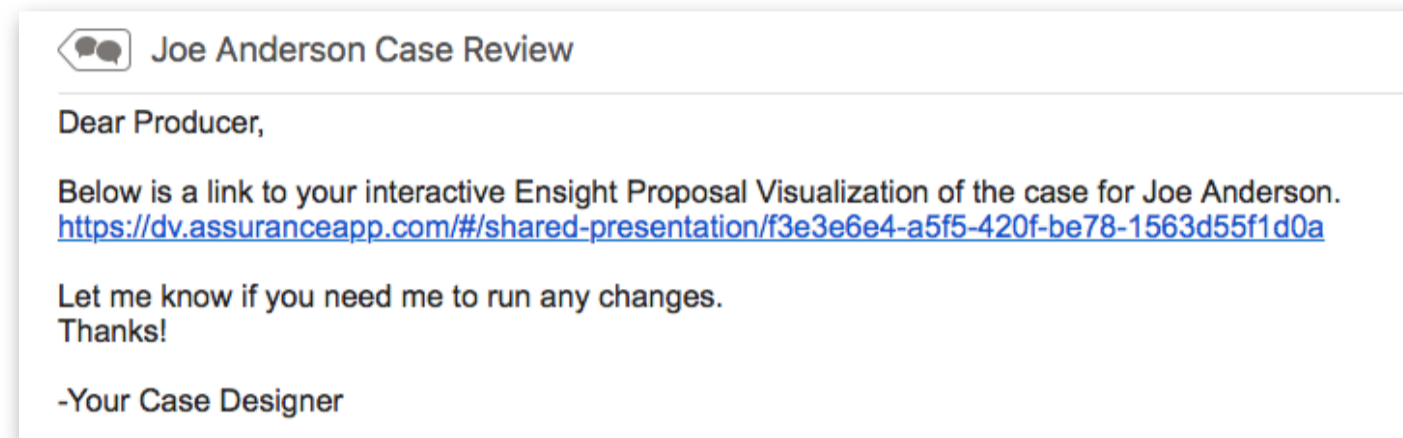 Joe Anderson Case Review
Dear Producer,
Below is a link to your interactive Ensight Proposal Visualization of the case for Joe Anderson.
https://dv.assuranceapp.com/#/shared-presentation/f3e3e6e4-a5f5-420f-be78-1563d55f1d0a
Let me know if you need me to run any changes.
Thanks!
-Your Case Designer